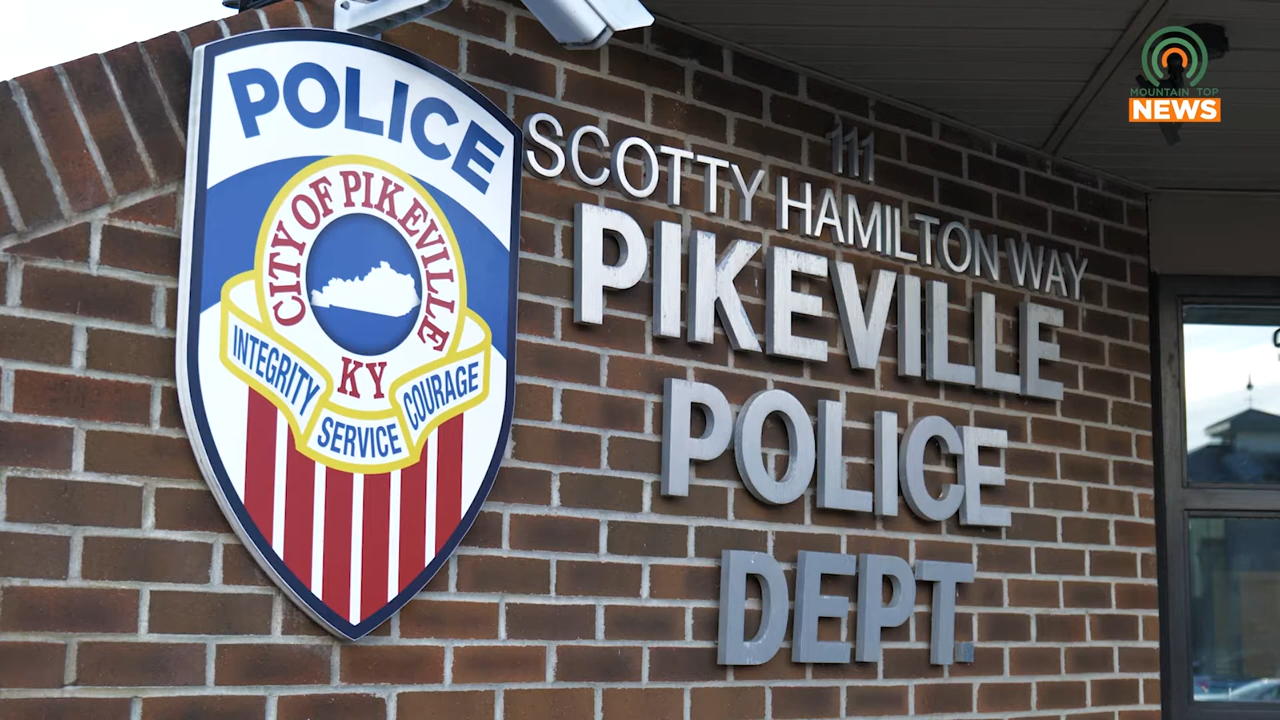 POLICE
CITY OF PIKEVILLE
KY
INTEGRITY
SERVICE
COURAGE
111
SCOTTY HAMILTON WAY
PIKEVILLE
POLICE
DEPT.
MOUNTAIN TOP
NEWS